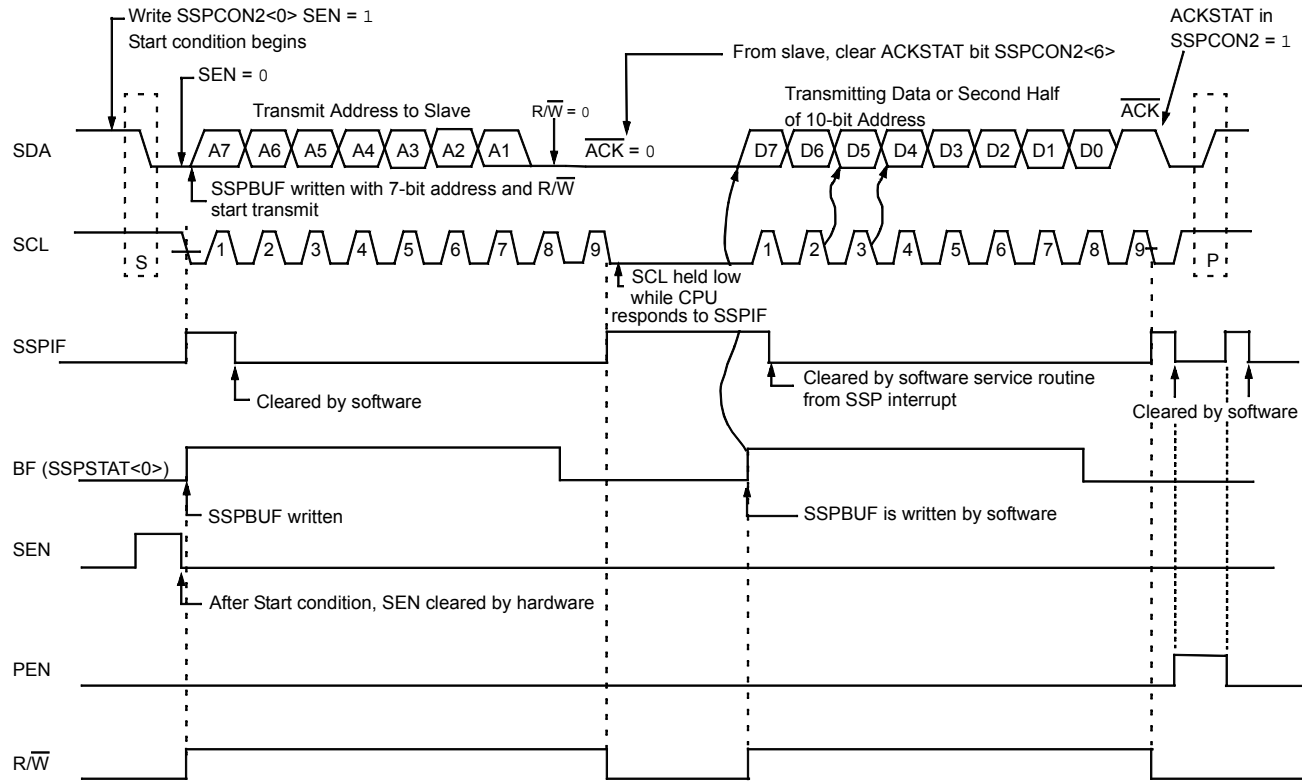 Write SSPCON2<0> SEN = 1
Start condition begins
ACKSTAT in
SSPCON2 = 1
From slave, clear ACKSTAT bit SSPCON2<6>
SEN = 0
Transmit Address to Slave
R/W̅ = 0
Transmitting Data or Second Half
of 10-bit Address
A̅C̅K̅
SDA
A7 A6 A5 A4 A3 A2 A1
A̅C̅K̅ = 0
D7 D6 D5 D4 D3 D2 D1 D0
SSPBUF written with 7-bit address and R/W̅
start transmit
SCL
S
1 2 3 4 5 6 7 8 9
1 2 3 4 5 6 7 8 9
P
SCL held low
while CPU
responds to SSPIF
SSPIF
Cleared by software
Cleared by software service routine
from SSP interrupt
Cleared by software
BF (SSPSTAT<0>)
SSPBUF written
SSPBUF is written by software
SEN
After Start condition, SEN cleared by hardware
PEN
R/W̅